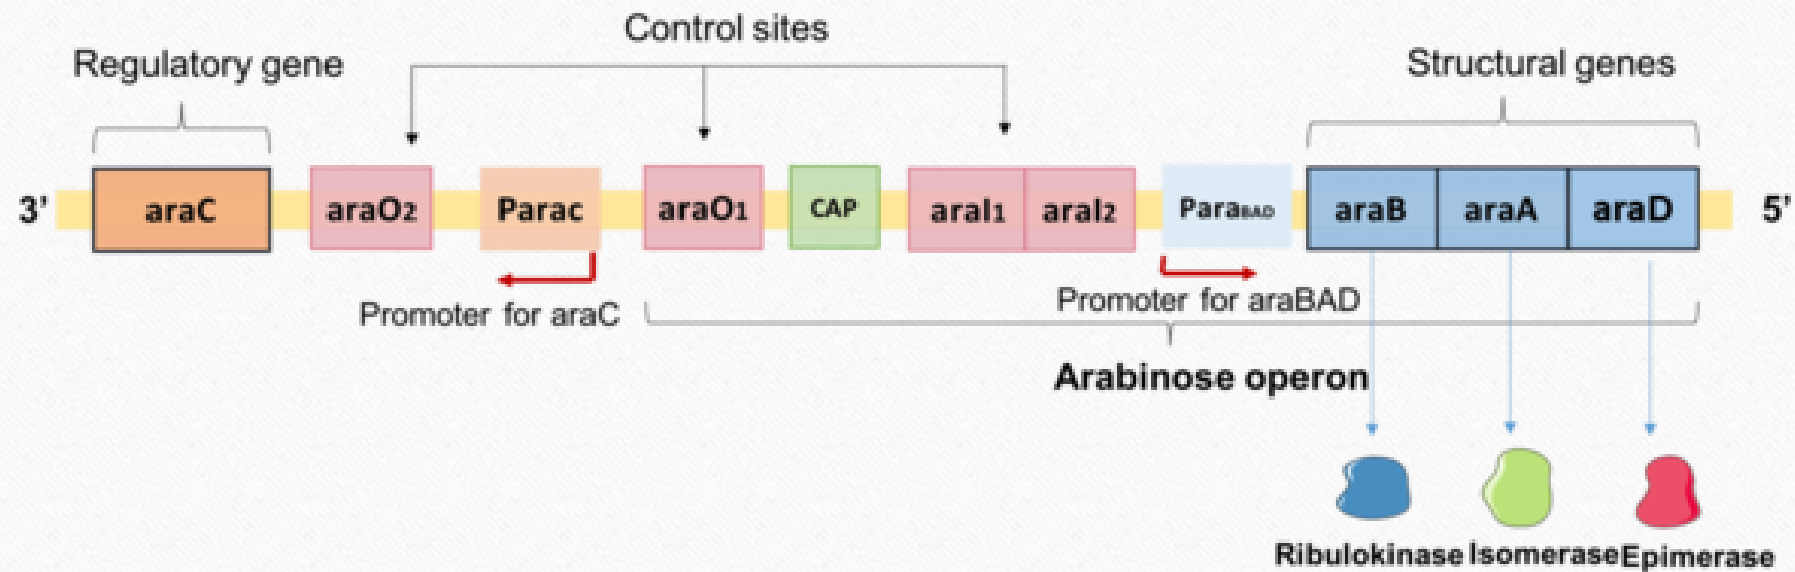 Control sites
Regulatory gene
Structural genes
3’ araC araO2 Parac araO1 CAP araI1 araI2 ParaBAD araB araA araD 5’
Promoter for araC
Promoter for araBAD
Arabinose operon
Ribulokinase Isomerase Epimerase